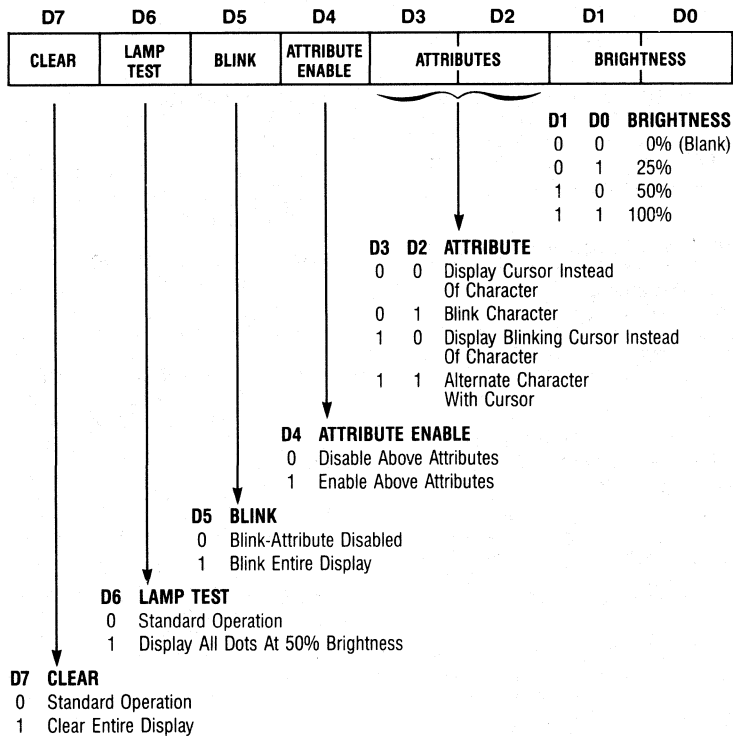 D7 D6 D5 D4 D3 D2 D1 D0
CLEAR LAMP TEST BLINK ATTRIBUTE ENABLE ATTRIBUTES BRIGHTNESS
D1 D0 BRIGHTNESS
0 0 0% (Blank)
0 1 25%
1 0 50%
1 1 100%
D3 D2 ATTRIBUTE
0 0 Display Cursor Instead
Of Character
0 1 Blink Character
1 0 Display Blinking Cursor Instead
Of Character
1 1 Alternate Character
With Cursor
D4 ATTRIBUTE ENABLE
0 Disable Above Attributes
1 Enable Above Attributes
D5 BLINK
0 Blink-Attribute Disabled
1 Blink Entire Display
D6 LAMP TEST
0 Standard Operation
1 Display All Dots At 50% Brightness
D7 CLEAR
0 Standard Operation
1 Clear Entire Display